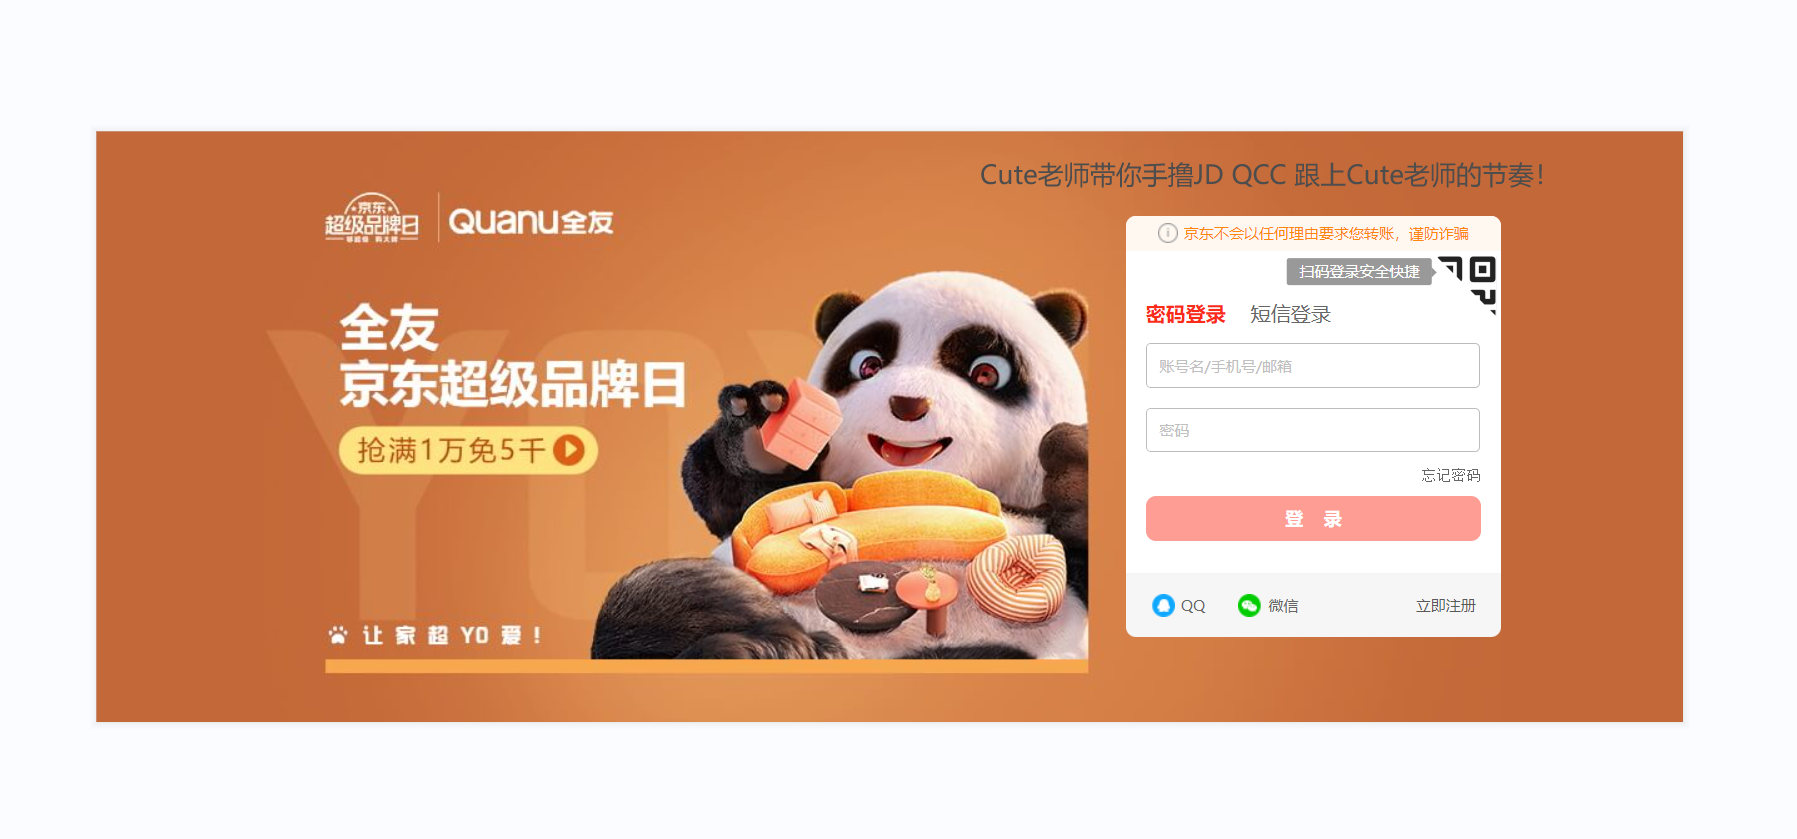 Cute老师带你手撸JD QCC 跟上Cute老师的节奏!
京东
超级品牌日
Quanu全友
全友
京东超级品牌日
抢满1万免5千
让家超YO爱!
京东不会以任何理由要求您转账，谨防诈骗
扫码登录安全快捷
密码登录 短信登录
账号名/手机号/邮箱
密码
忘记密码
登 录
QQ 微信 立即注册